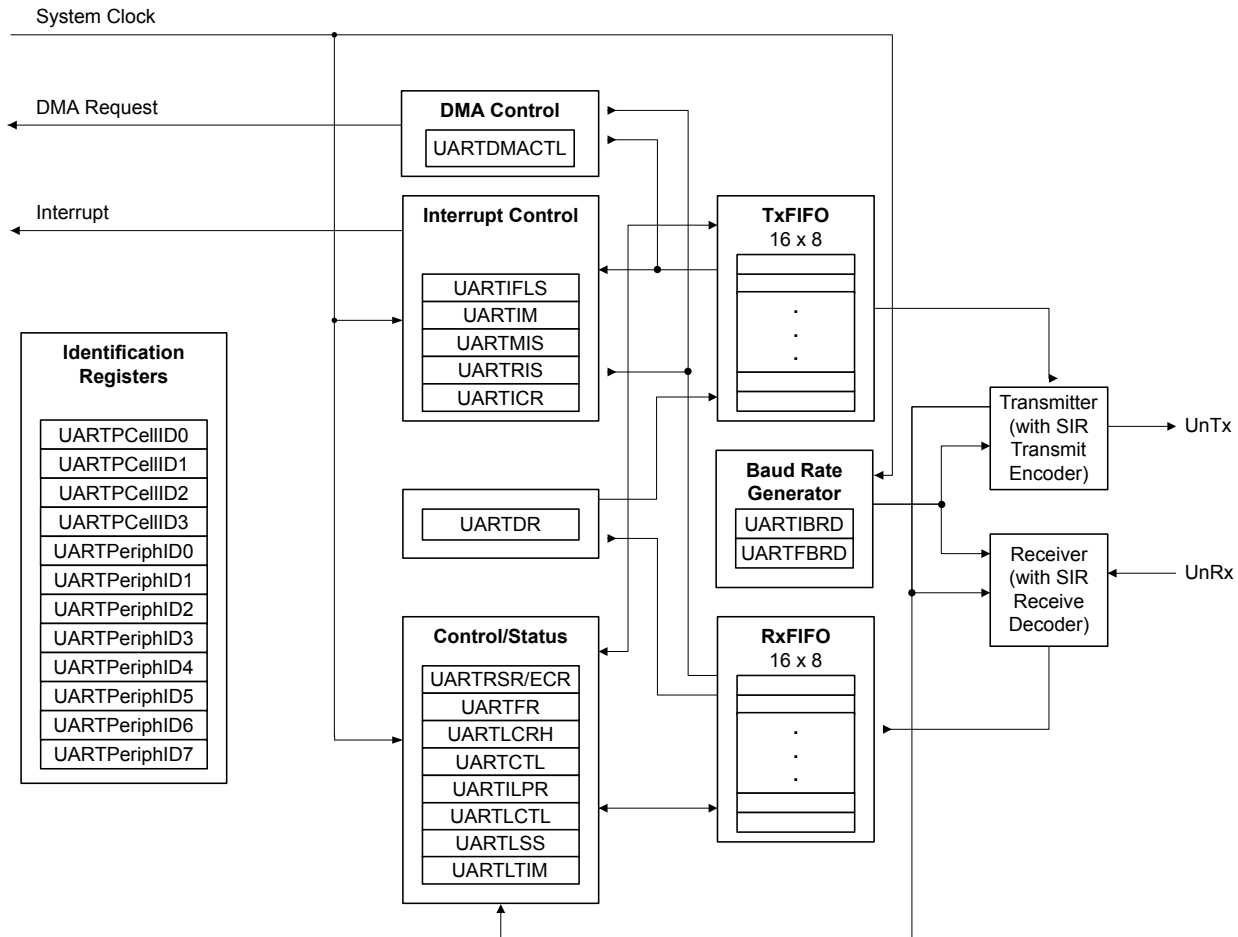 System Clock
DMA Request
DMA Control
UARTDMACTL
Interrupt
Interrupt Control
UARTIFLS
UARTIM
UARTMIS
UARTRIS
UARTICR
TxFIFO
16 x 8
.
.
.
Identification
Registers
UARTPCellID0
UARTPCellID1
UARTPCellID2
UARTPCellID3
UARTPeriphID0
UARTPeriphID1
UARTPeriphID2
UARTPeriphID3
UARTPeriphID4
UARTPeriphID5
UARTPeriphID6
UARTPeriphID7
UARTDR
Baud Rate
Generator
UARTIBRD
UARTFBRD
Transmitter
(with SIR
Transmit
Encoder)
UnTx
Receiver
(with SIR
Receive
Decoder)
UnRx
Control/Status
UARTRSR/ECR
UARTFR
UARTLCRH
UARTCTL
UARTILPR
UARTLCTL
UARTLSS
UARTLTIM
RxFIFO
16 x 8
.
.
.